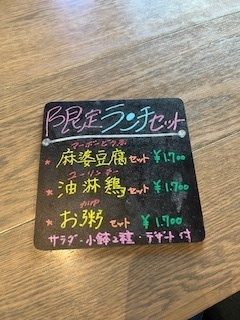 限定ランチセット
マーボードウフ
★ 麻婆豆腐セット ¥1.700
ユーリンチー
★ 油淋鶏セット ¥1.700
★ お粥セット ¥1.700
サラダ・小鉢2種・デザート付